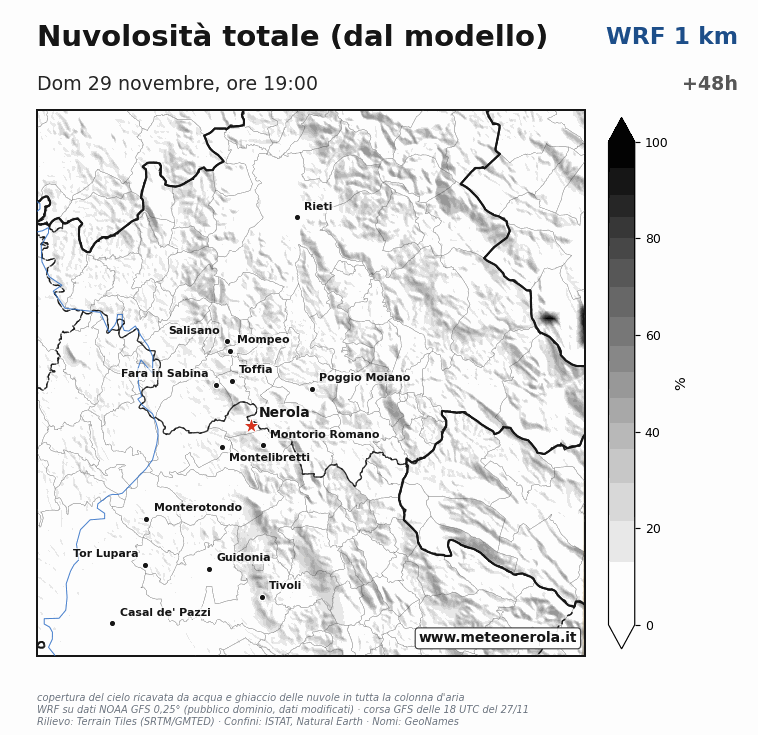 Nuvolosità totale (dal modello)
WRF 1 km
Dom 29 novembre, ore 19:00
+48h
Rieti
Salisano
Mompeo
Fara in Sabina
Toffia
Poggio Moiano
Nerola
Montorio Romano
Montelibretti
Monterotondo
Tor Lupara
Guidonia
Tivoli
Casal de' Pazzi
www.meteonerola.it
100
80
60
40
20
0
%
copertura del cielo ricavata da acqua e ghiaccio delle nuvole in tutta la colonna d'aria
WRF su dati NOAA GFS 0,25° (pubblico dominio, dati modificati) · corsa GFS delle 18 UTC del 27/11
Rilievo: Terrain Tiles (SRTM/GMTED) · Confini: ISTAT, Natural Earth · Nomi: GeoNames